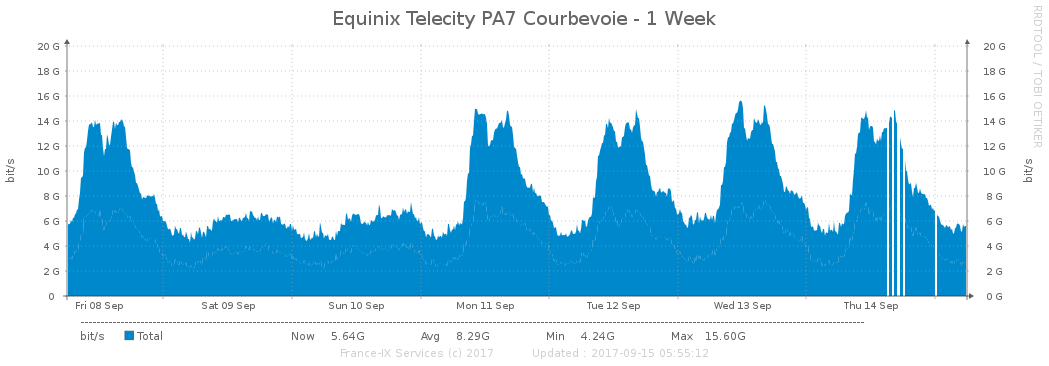 Equinix Telecity PA7 Courbevoie - 1 Week
RRDTOOL / TOBI OETIKER
20 G 20 G
18 G 18 G
16 G 16 G
14 G 14 G
12 G 12 G
10 G 10 G
8 G 8 G
6 G 6 G
4 G 4 G
2 G 2 G
0 0 G
bit/s bit/s
Fri 08 Sep Sat 09 Sep Sun 10 Sep Mon 11 Sep Tue 12 Sep Wed 13 Sep Thu 14 Sep
bit/s Total Now 5.64G Avg 8.29G Min 4.24G Max 15.60G
France-IX Services (c) 2017 Updated : 2017-09-15 05:55:12